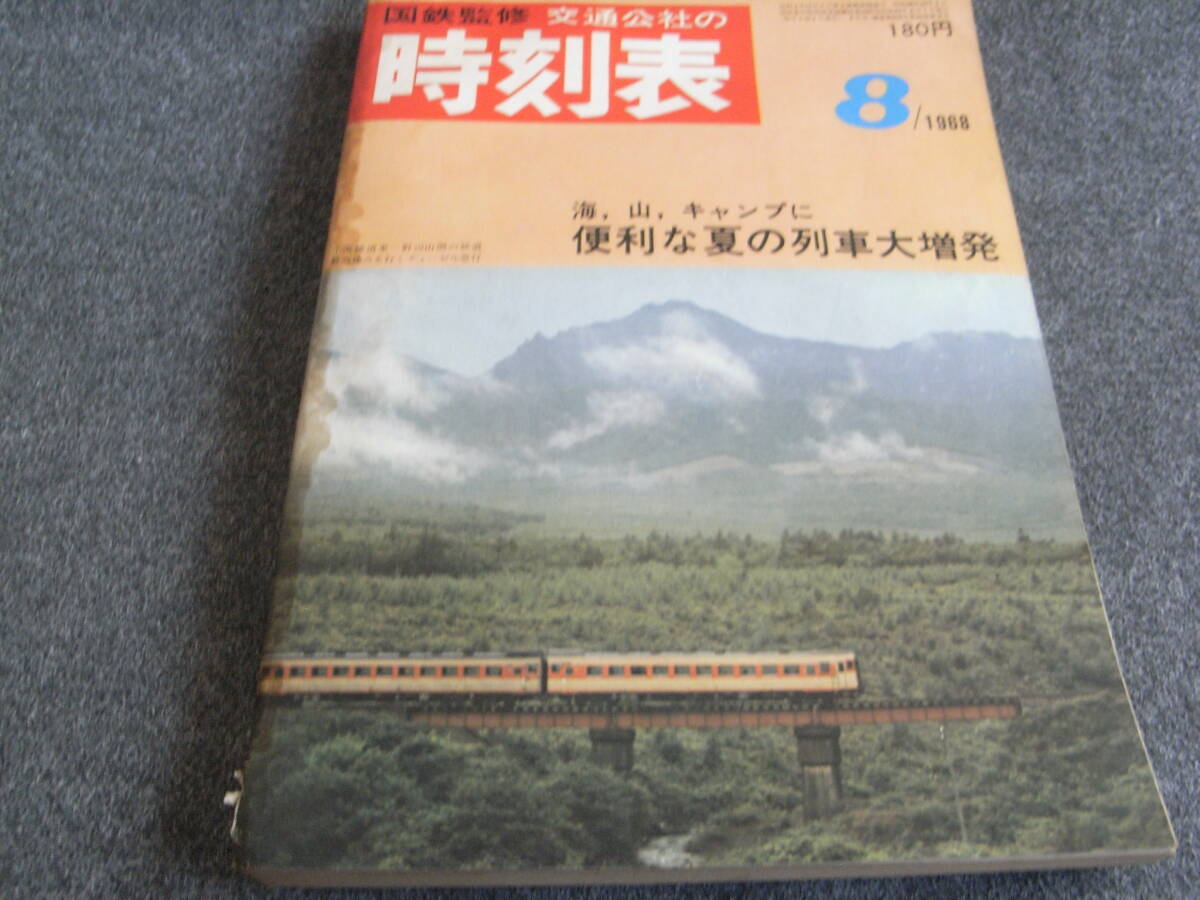 国鉄監修 交通公社の
時刻表
180円
8/1968
海，山，キャンプに
便利な夏の列車大増発